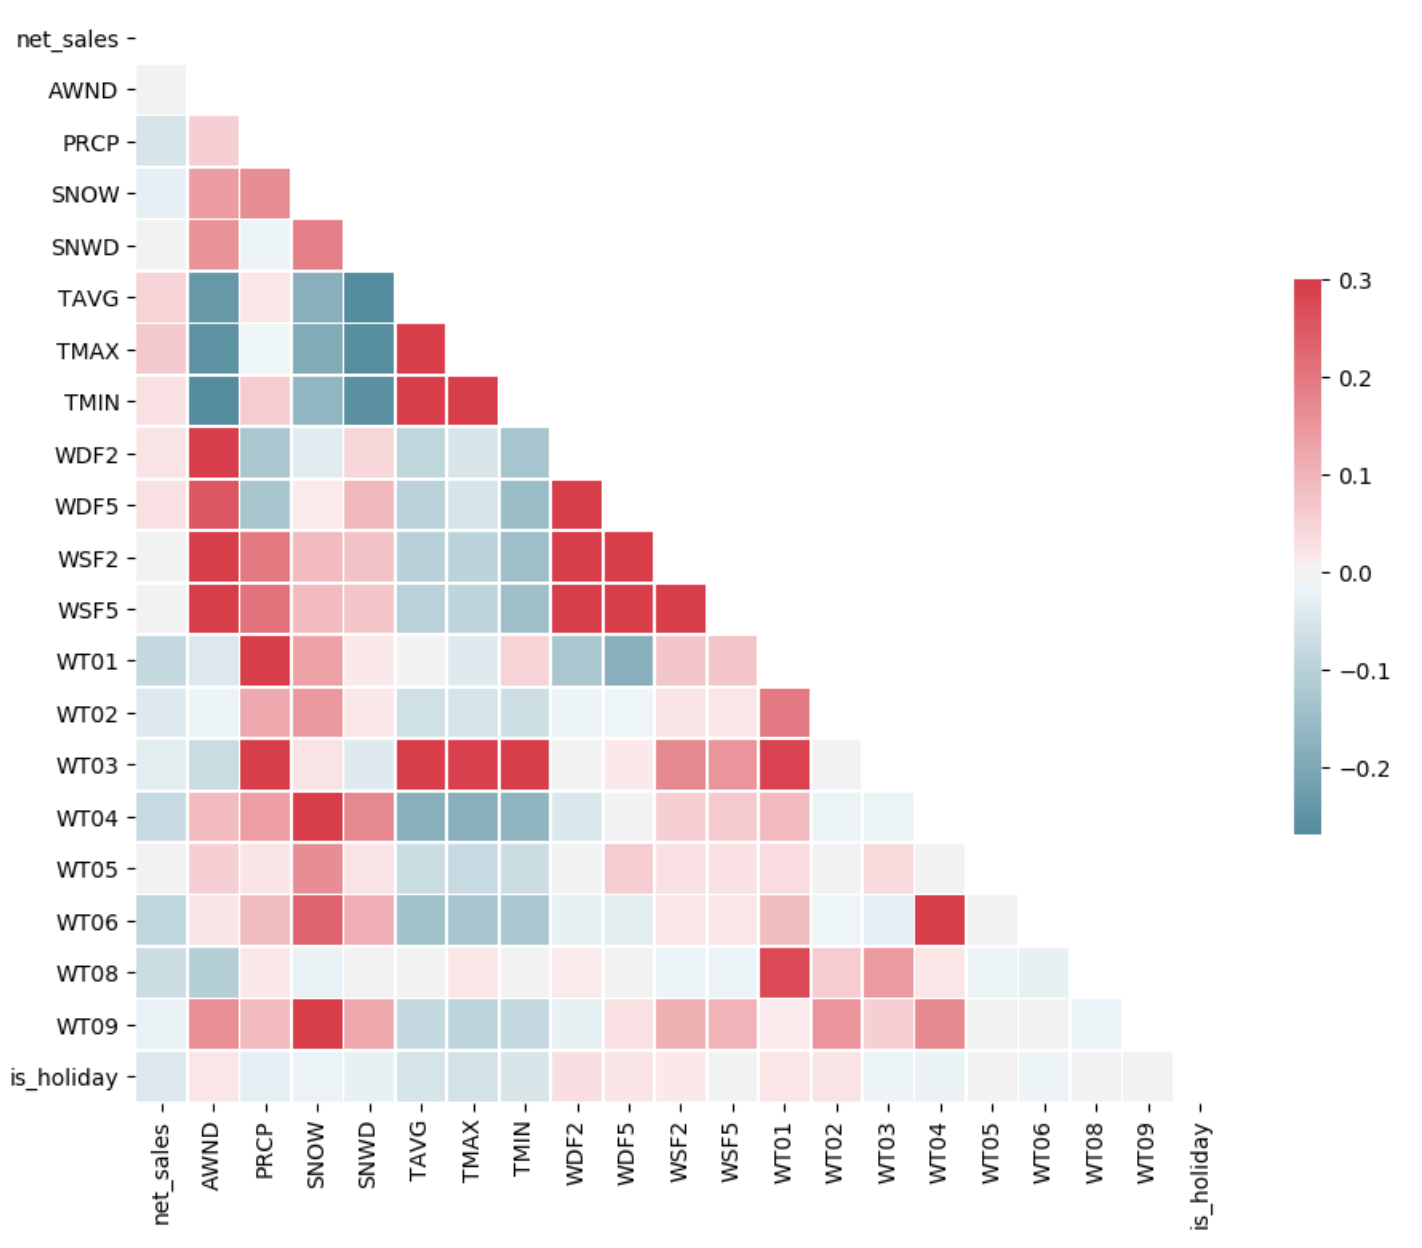 net_sales
AWND
PRCP
SNOW
SNWD
TAVG
TMAX
TMIN
WDF2
WDF5
WSF2
WSF5
WT01
WT02
WT03
WT04
WT05
WT06
WT08
WT09
is_holiday
net_sales
AWND
PRCP
SNOW
SNWD
TAVG
TMAX
TMIN
WDF2
WDF5
WSF2
WSF5
WT01
WT02
WT03
WT04
WT05
WT06
WT08
WT09
is_holiday
0.3
0.2
0.1
0.0
−0.1
−0.2